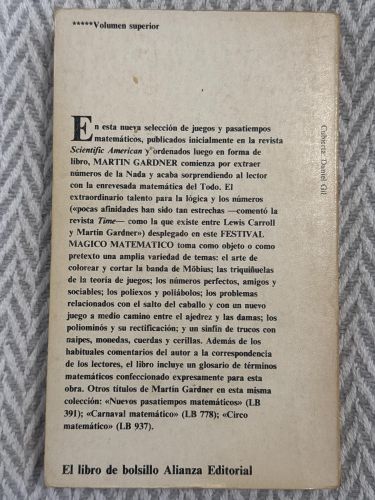 *****Volumen superior
En esta nueva selección de juegos y pasatiempos
matemáticos, publicados inicialmente en la revista
Scientific American y ordenados luego en forma de
libro, MARTIN GARDNER comienza por extraer
números de la Nada y acaba sorprendiendo al lector
con la enrevesada matemática del Todo. El
extraordinario talento para la lógica y los números
(«pocas afinidades han sido tan estrechas —comentó la
revista Time— como la que existe entre Lewis Carroll
y Martin Gardner») desplegado en este FESTIVAL
MAGICO MATEMATICO toma como objeto o como
pretexto una amplia variedad de temas: el arte de
colorear y cortar la banda de Möbius; las triquiñuelas
de la teoría de juegos; los números perfectos, amigos y
sociables; los poliexos y poliábolos; los problemas
relacionados con el salto del caballo y con un nuevo
juego a medio camino entre el ajedrez y las damas; los
poliominós y su rectificación; y un sinfín de trucos con
naipes, monedas, cuerdas y cerillas. Además de los
habituales comentarios del autor a la correspondencia
de los lectores, el libro incluye un glosario de términos
matemáticos confeccionado expresamente para esta
obra. Otros títulos de Martin Gardner en esta misma
colección: «Nuevos pasatiempos matemáticos» (LB
391); «Carnaval matemático» (LB 778); «Circo
matemático» (LB 937).
El libro de bolsillo Alianza Editorial
Cubierta: Daniel Gil